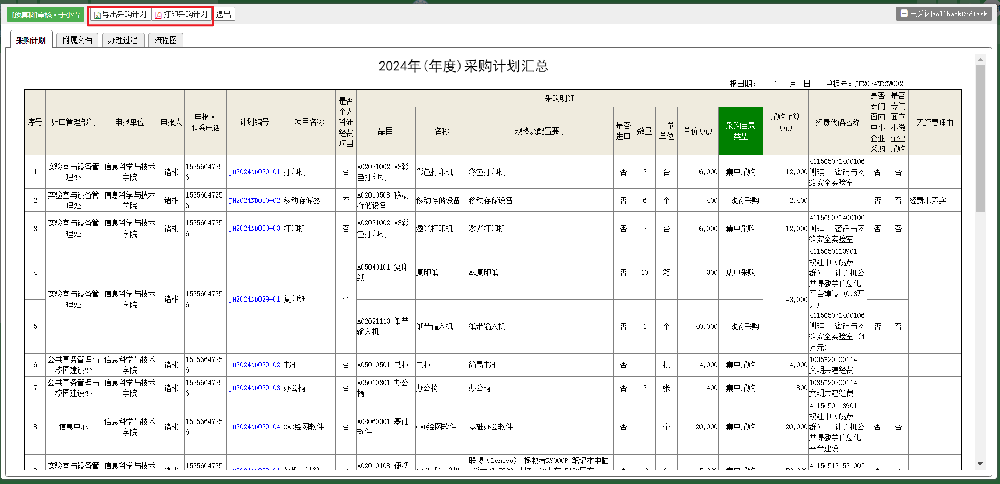 [预算科]审核 • 于小雪
导出采购计划
打印采购计划
退出
已关闭RollbackEndTask
采购计划
附属文档
办理过程
流程图
2024年(年度)采购计划汇总
上报日期： 年 月 日 单据号：JH2024NDCW002
序号
归口管理部门
申报单位
申报人
申报人
联系电话
计划编号
项目名称
是否
个人
科研
经费
项目
采购明细
品目
名称
规格及配置要求
是否
进口
数量
计量
单位
单价(元)
采购目录
类型
采购预算
(元)
经费代码名称
是否
专门
面向
中小
企业
采购
是否
专门
面向
小微
企业
采购
无经费理由
1
实验室与设备管
理处
信息科学与技术
学院
诸彬
1535664725
6
JH2024ND030-01
打印机
否
A02021002 A3彩
色打印机
彩色打印机
彩色打印机
否
2
台
6,000
集中采购
12,000
4115C5071400106
谢琪 - 密码与网
络安全实验室
否
否
2
实验室与设备管
理处
信息科学与技术
学院
诸彬
1535664725
6
JH2024ND030-02
移动存储器
否
A02010508 移动
存储设备
移动存储设备
移动存储设备
否
6
个
400
非政府采购
2,400
否
否
经费未落实
3
实验室与设备管
理处
信息科学与技术
学院
诸彬
1535664725
6
JH2024ND030-03
打印机
否
A02021002 A3彩
色打印机
激光打印机
激光打印机
否
2
台
6,000
集中采购
12,000
4115C5071400106
谢琪 - 密码与网
络安全实验室
否
否
4
实验室与设备管
理处
信息科学与技术
学院
诸彬
1535664725
6
JH2024ND029-01
复印纸
否
A05040101 复印
纸
复印纸
A4复印纸
否
10
箱
300
集中采购
43,000
4115C50113901
祝建中（姚茂
群） - 计算机公
共课教学信息化
平台建设 (0.3万
元)
4115C5071400106
谢琪 - 密码与网
络安全实验室 (4
万元)
5
A02021113 纸带
输入机
纸带输入机
纸带输入机
否
1
个
40,000
非政府采购
否
否
6
公共事务管理与
校园建设处
信息科学与技术
学院
诸彬
1535664725
6
JH2024ND029-02
书柜
否
A05010501 书柜
书柜
简易书柜
否
1
批
4,000
集中采购
4,000
1035B20300114
文明共建经费
7
公共事务管理与
校园建设处
信息科学与技术
学院
诸彬
1535664725
6
JH2024ND029-03
办公椅
否
A05010301 办公
椅
办公椅
办公椅
否
2
张
400
集中采购
800
1035B20300114
文明共建经费
8
信息中心
信息科学与技术
学院
诸彬
1535664725
6
JH2024ND029-04
CAD绘图软件
否
A08060301 基础
软件
CAD绘图软件
基础办公软件
否
1
个
20,000
集中采购
20,000
4115C50113901
祝建中（姚茂
群） - 计算机公
共课教学信息化
平台建设
否
否
实验室与设备管
信息科学与技术
1535664725
A02010108 便携
联想（Lenovo） 拯救者R9000P 笔记本电脑
4115C5121531005